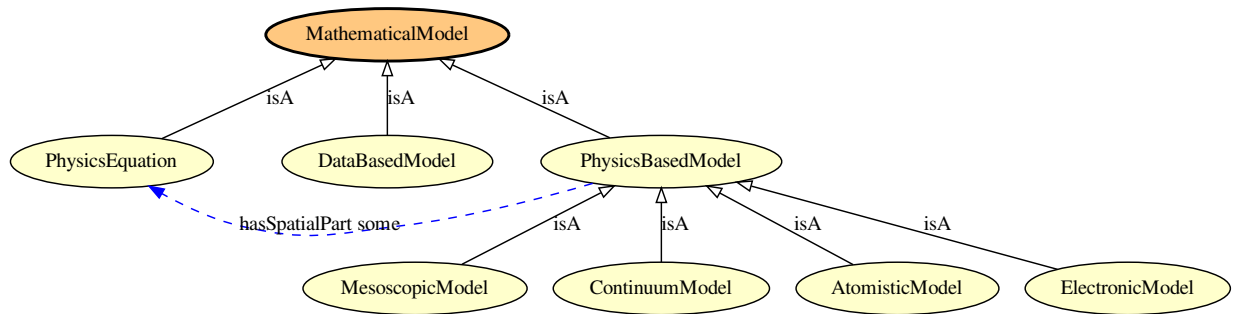 MathematicalModel
isA
isA
isA
PhysicsEquation
DataBasedModel
PhysicsBasedModel
hasSpatialPart some
isA
isA
isA
isA
MesoscopicModel
ContinuumModel
AtomisticModel
ElectronicModel